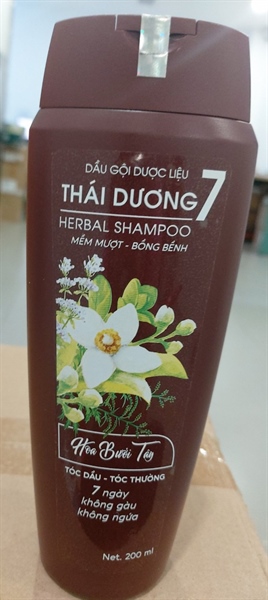 DẦU GỘI DƯỢC LIỆU
THÁI DƯƠNG 7
HERBAL SHAMPOO
MỀM MƯỢT - BỒNG BỀNH
Hoa Bưởi Tây
TÓC DẦU - TÓC THƯỜNG
7 ngày
không gàu
không ngứa
Net. 200 ml